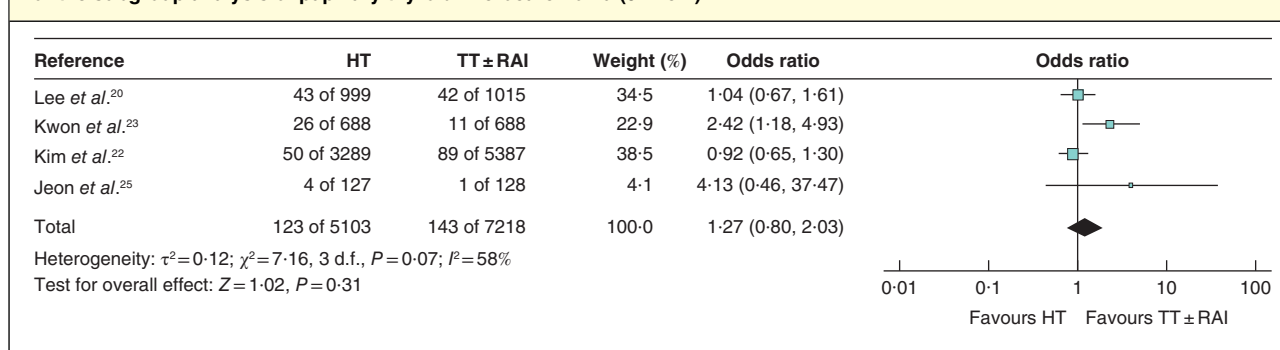 Reference HT TT ± RAI Weight (%) Odds ratio Odds ratio
Lee et al.20 43 of 999 42 of 1015 34·5 1·04 (0·67, 1·61)
Kwon et al.23 26 of 688 11 of 688 22·9 2·42 (1·18, 4·93)
Kim et al.22 50 of 3289 89 of 5387 38·5 0·92 (0·65, 1·30)
Jeon et al.25 4 of 127 1 of 128 4·1 4·13 (0·46, 37·47)
Total 123 of 5103 143 of 7218 100·0 1·27 (0·80, 2·03)
Heterogeneity: τ²=0·12; χ²=7·16, 3 d.f., P=0·07; I²=58%
Test for overall effect: Z=1·02, P=0·31
0·01 0·1 1 10 100
Favours HT Favours TT ± RAI